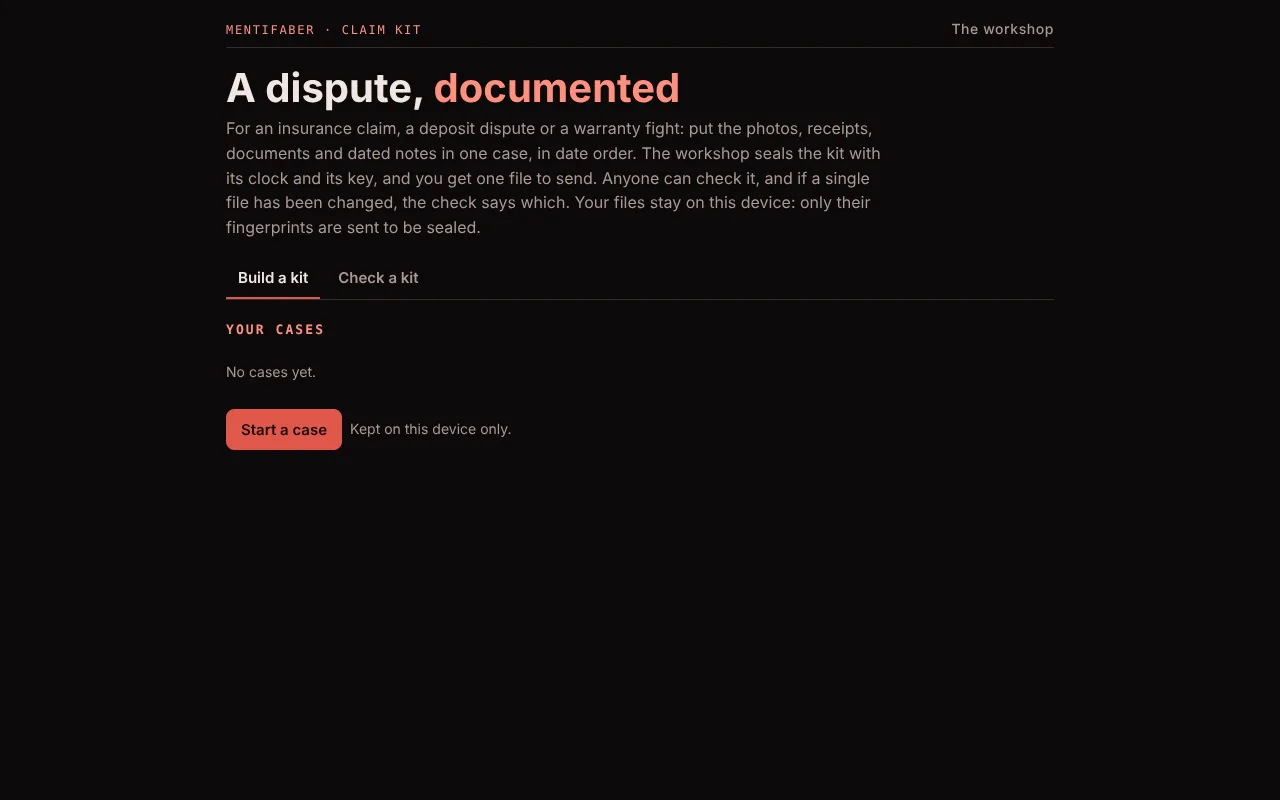 MENTIFABER · CLAIM KIT
The workshop
A dispute, documented
For an insurance claim, a deposit dispute or a warranty fight: put the photos, receipts,
documents and dated notes in one case, in date order. The workshop seals the kit with
its clock and its key, and you get one file to send. Anyone can check it, and if a single
file has been changed, the check says which. Your files stay on this device: only their
fingerprints are sent to be sealed.
Build a kit
Check a kit
YOUR CASES
No cases yet.
Start a case
Kept on this device only.